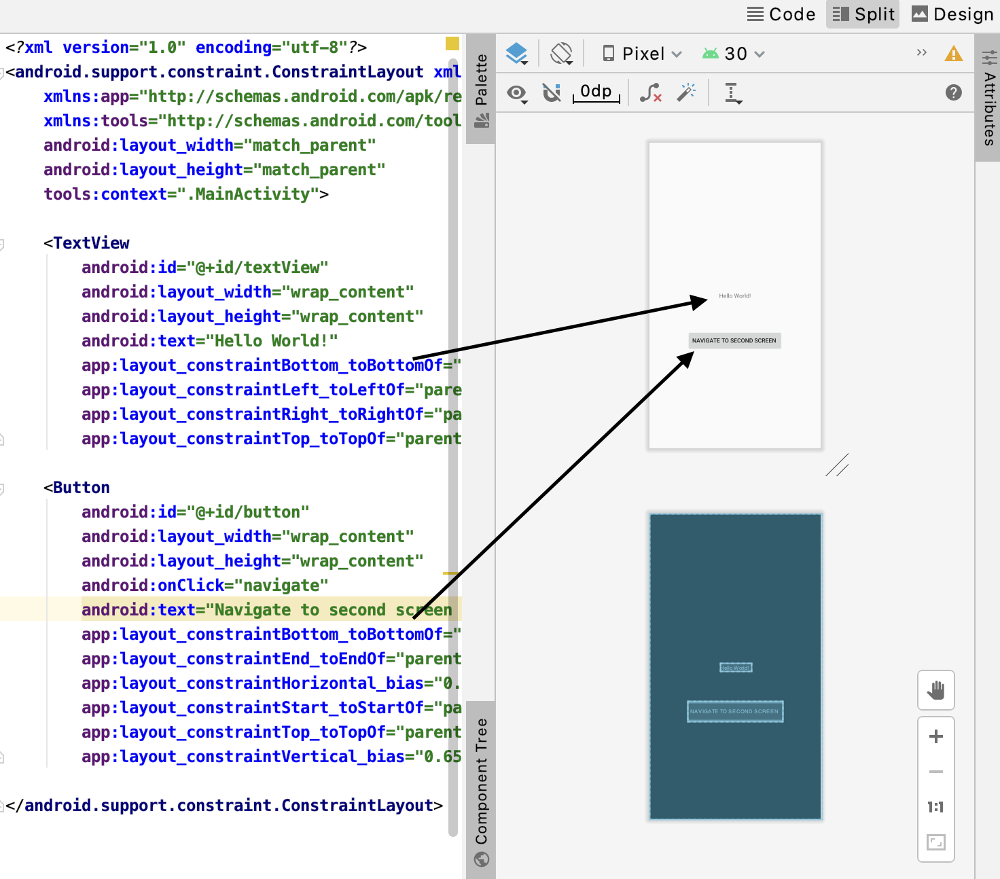 Code Split Design
<?xml version="1.0" encoding="utf-8"?>
<android.support.constraint.ConstraintLayout xml
xmlns:app="http://schemas.android.com/apk/re
xmlns:tools="http://schemas.android.com/tool
android:layout_width="match_parent"
android:layout_height="match_parent"
tools:context=".MainActivity">
<TextView
android:id="@+id/textView"
android:layout_width="wrap_content"
android:layout_height="wrap_content"
android:text="Hello World!"
app:layout_constraintBottom_toBottomOf="
app:layout_constraintLeft_toLeftOf="pare
app:layout_constraintRight_toRightOf="pa
app:layout_constraintTop_toTopOf="parent
<Button
android:id="@+id/button"
android:layout_width="wrap_content"
android:layout_height="wrap_content"
android:onClick="navigate"
android:text="Navigate to second screen
app:layout_constraintBottom_toBottomOf="
app:layout_constraintEnd_toEndOf="parent
app:layout_constraintHorizontal_bias="0.
app:layout_constraintStart_toStartOf="pa
app:layout_constraintTop_toTopOf="parent
app:layout_constraintVertical_bias="0.65
</android.support.constraint.ConstraintLayout>
Palette
Component Tree
Pixel 30 »
0dp ?
Hello World!
NAVIGATE TO SECOND SCREEN
Hello World!
NAVIGATE TO SECOND SCREEN
1:1
Attributes